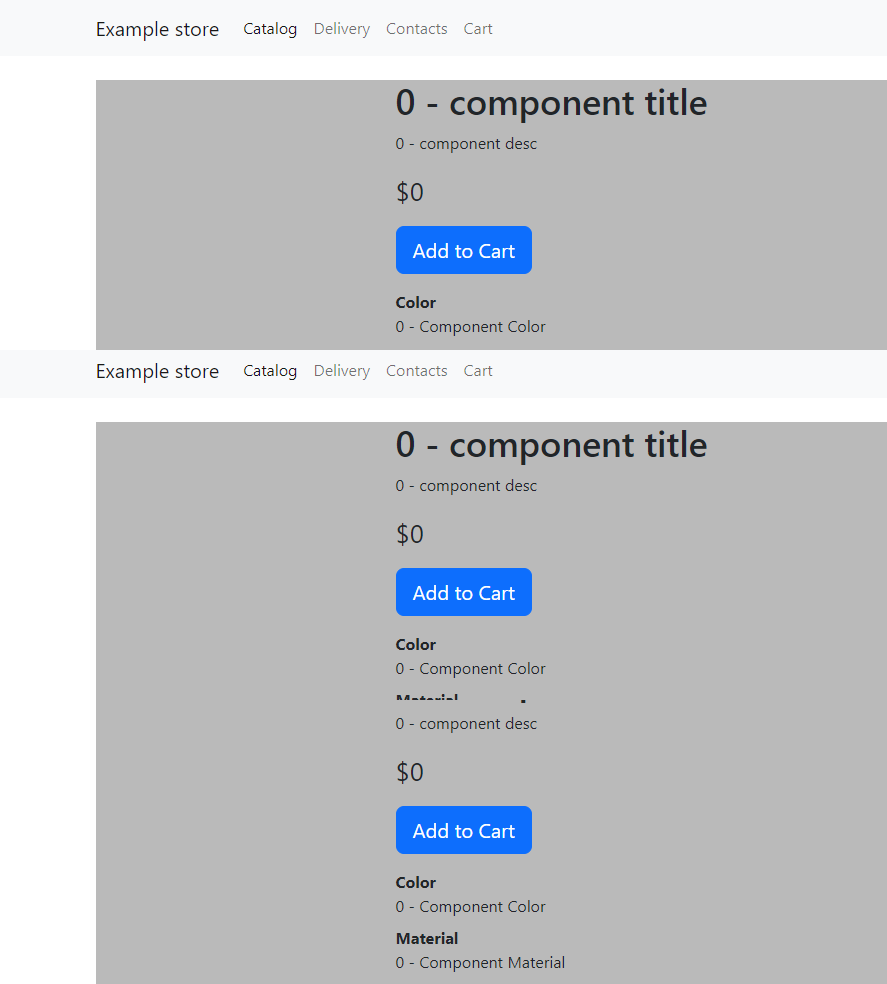 Example store Catalog Delivery Contacts Cart
0 - component title
0 - component desc
$0
Add to Cart
Color
0 - Component Color
Example store Catalog Delivery Contacts Cart
0 - component title
0 - component desc
$0
Add to Cart
Color
0 - Component Color
Material
0 - component desc
$0
Add to Cart
Color
0 - Component Color
Material
0 - Component Material